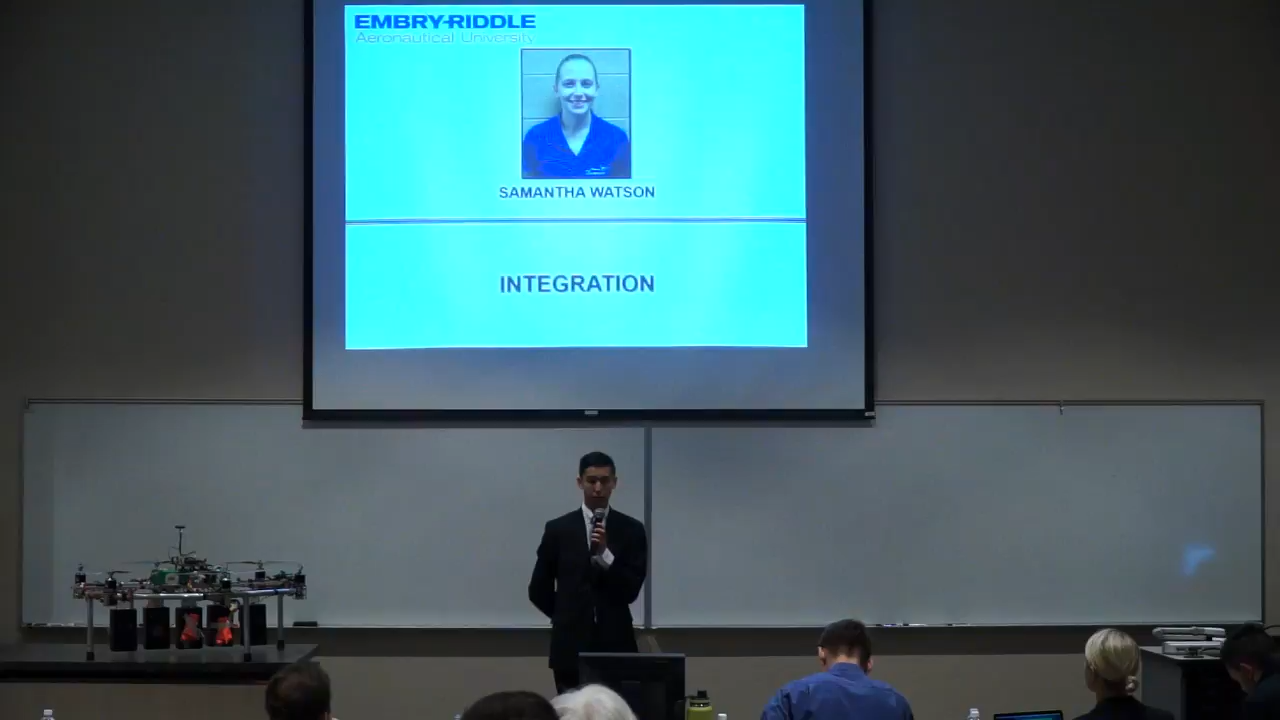 EMBRY-RIDDLE
Aeronautical University
SAMANTHA WATSON
INTEGRATION